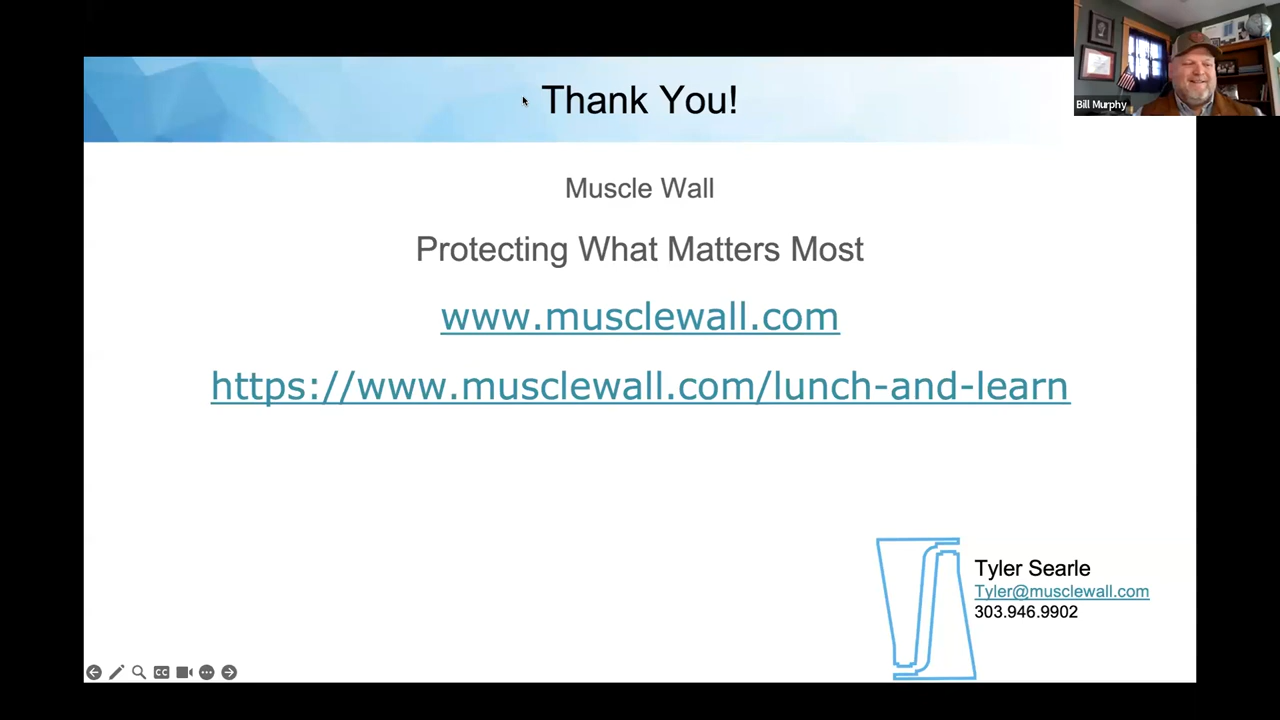 Thank You!
Bill Murphy
Muscle Wall
Protecting What Matters Most
www.musclewall.com
https://www.musclewall.com/lunch-and-learn
Tyler Searle
Tyler@musclewall.com
303.946.9902
CC